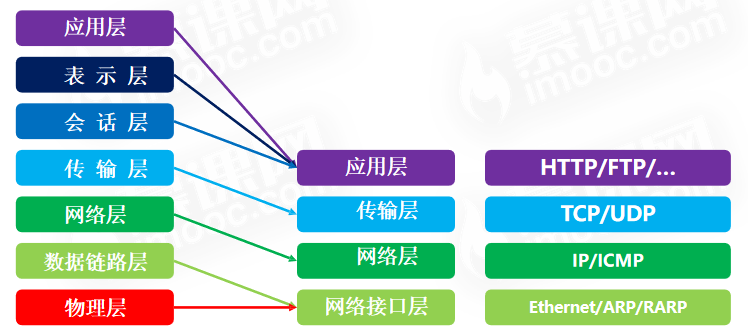 应用层
表 示 层
会 话 层
传 输 层
网络层
数据链路层
物理层
应用层
传输层
网络层
网络接口层
HTTP/FTP/...
TCP/UDP
IP/ICMP
Ethernet/ARP/RARP
慕课网
imooc.com